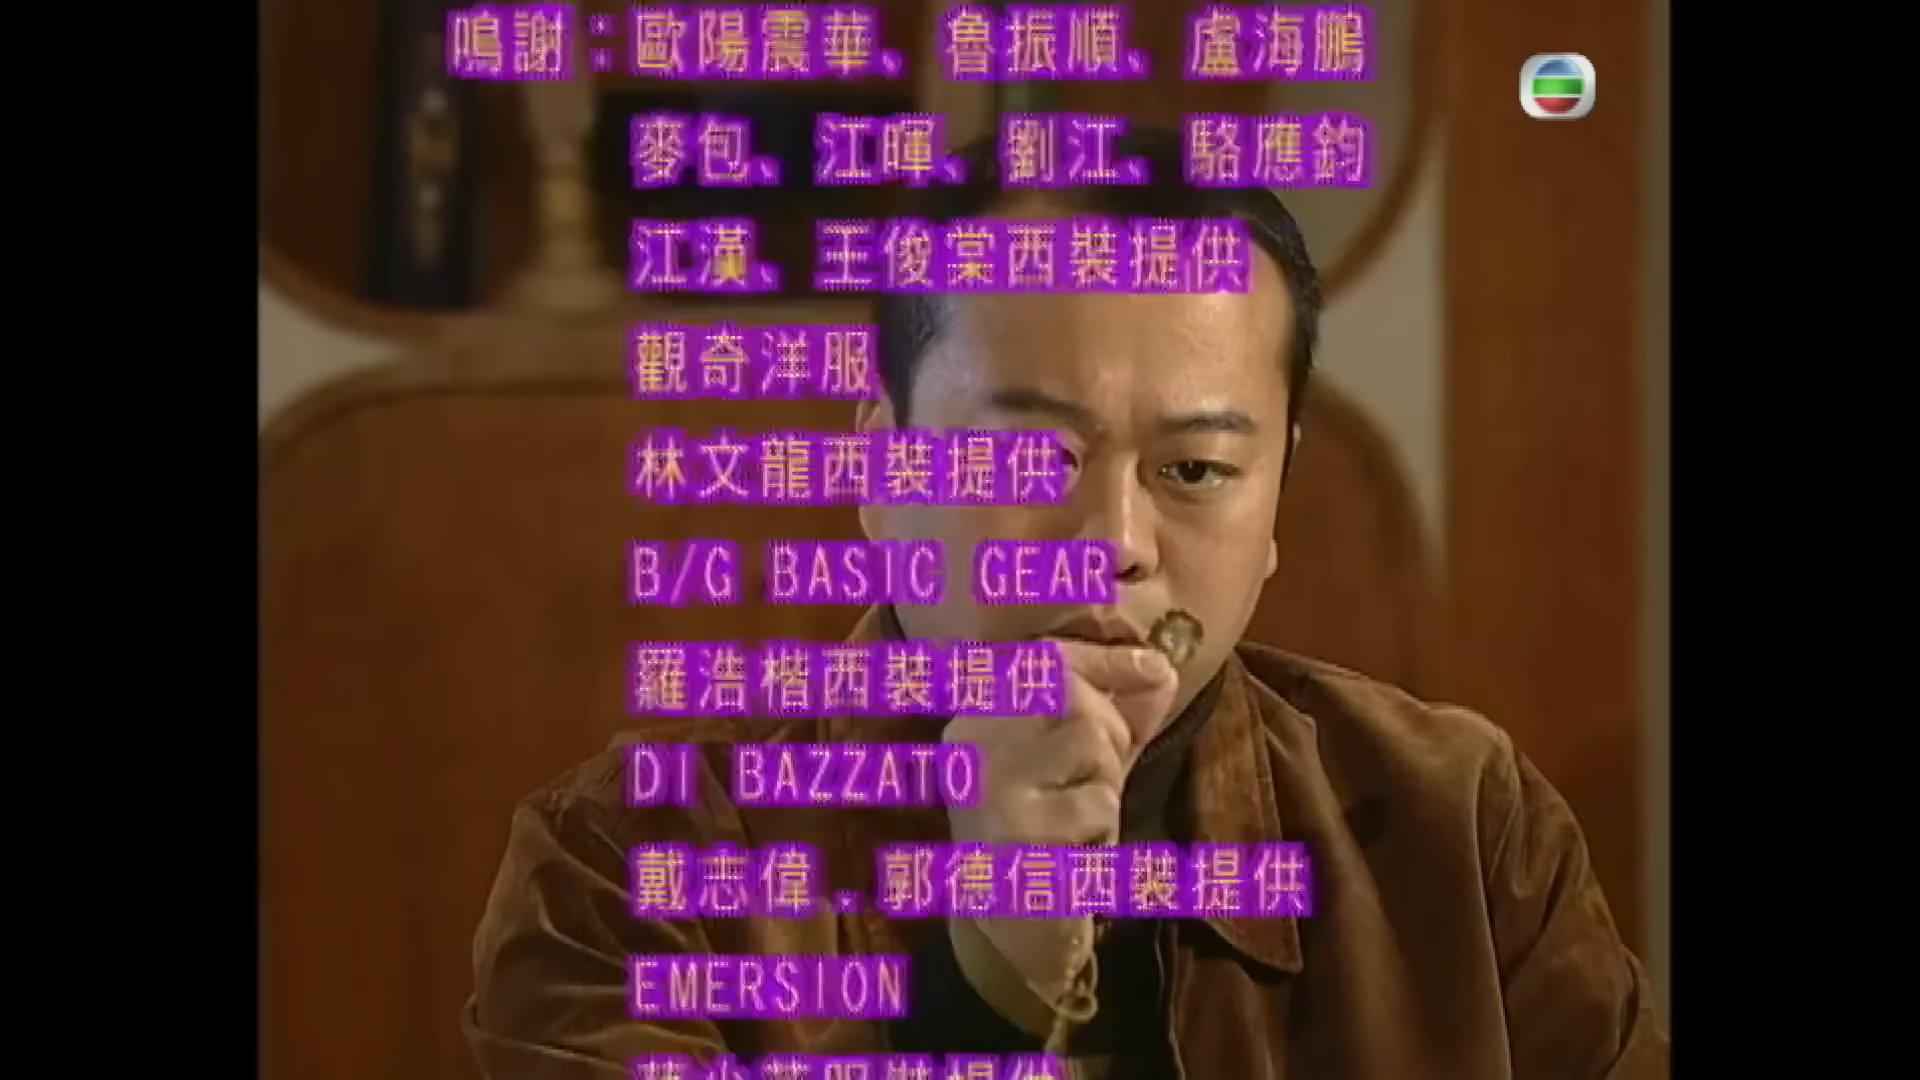 鳴謝：歐陽震華、魯振順、盧海鵬
麥包、江暉、劉江、駱應鈞
江漢、王俊棠西裝提供
觀奇洋服
林文龍西裝提供
B/G BASIC GEAR
羅浩楷西裝提供
DI BAZZATO
戴志偉．郭德信西裝提供
EMERSION